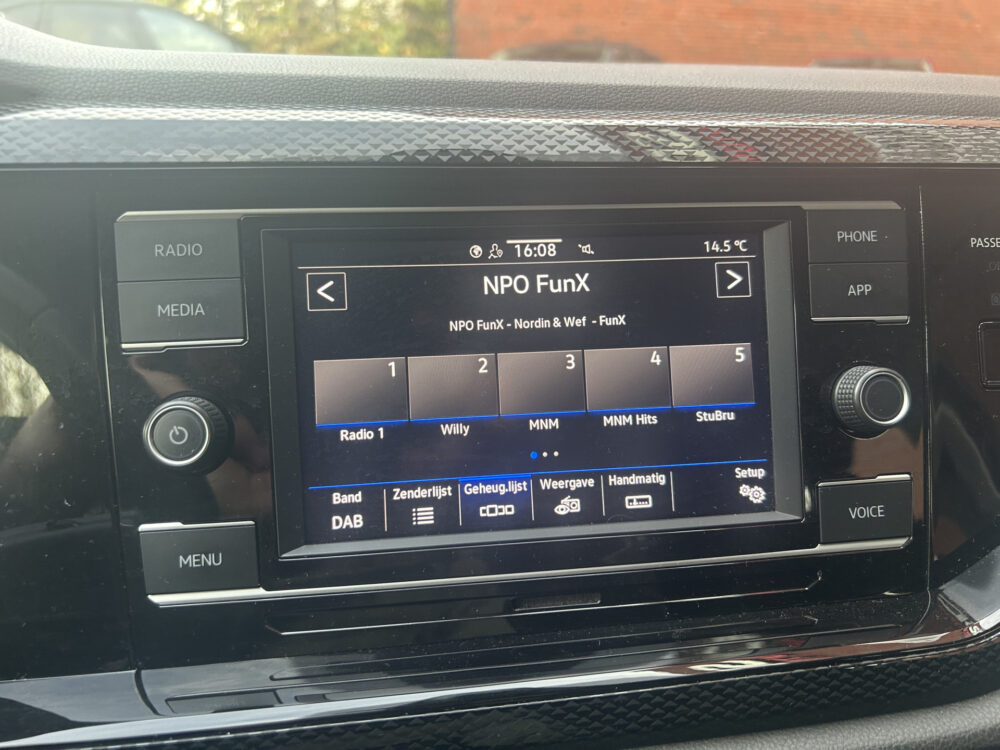 RADIO
MEDIA
MENU
16:08
14.5 °C
<
NPO FunX
>
NPO FunX - Nordin & Wef - FunX
1
2
3
4
5
Radio 1
Willy
MNM
MNM Hits
StuBru
Band
DAB
Zenderlijst
Geheug.lijst
Weergave
Handmatig
Setup
PHONE
APP
VOICE
PASSE